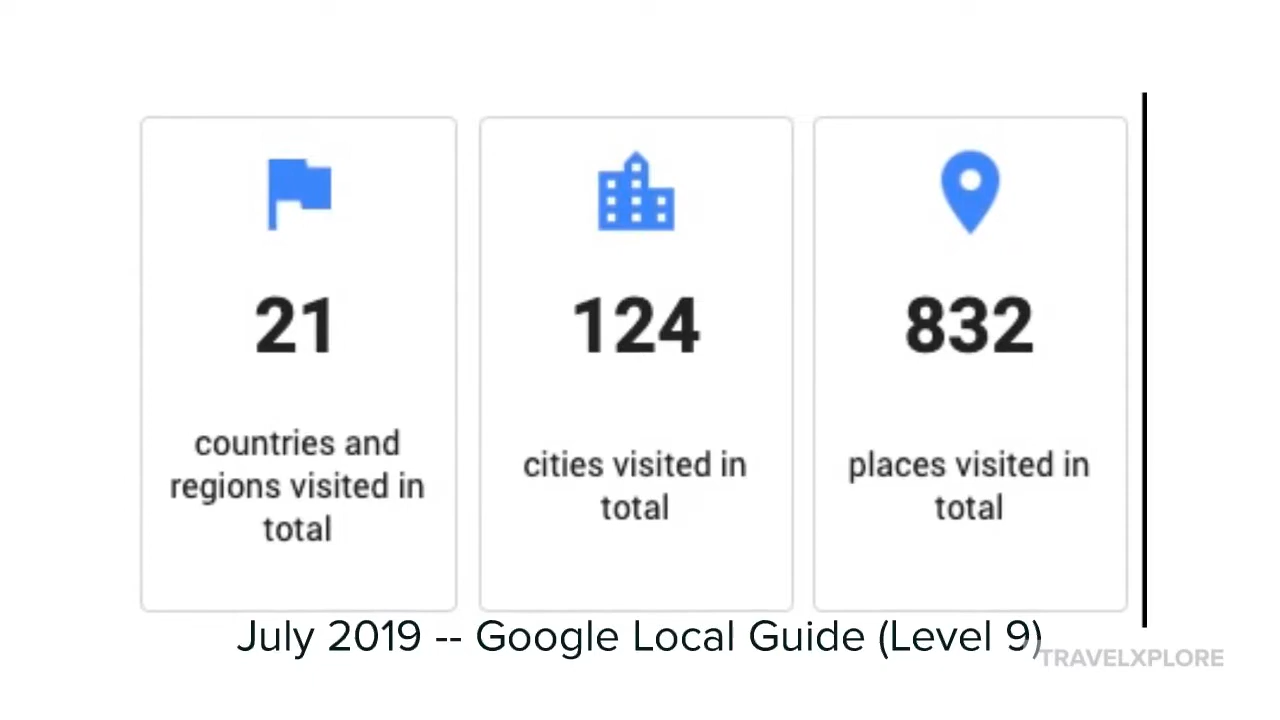 21
countries and
regions visited in
total
124
cities visited in
total
832
places visited in
total
July 2019 -- Google Local Guide (Level 9)
TRAVELXPLORE